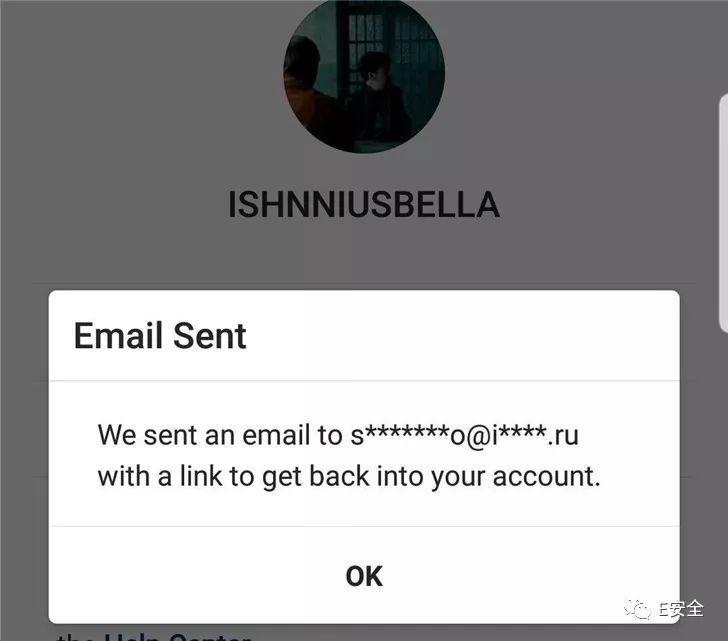 ISHNNIUSBELLA
Email Sent
We sent an email to s*******o@i****.ru
with a link to get back into your account.
OK
E安全
the Help Center